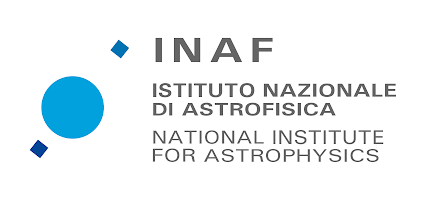 INAF
ISTITUTO NAZIONALE
DI ASTROFISICA
NATIONAL INSTITUTE
FOR ASTROPHYSICS